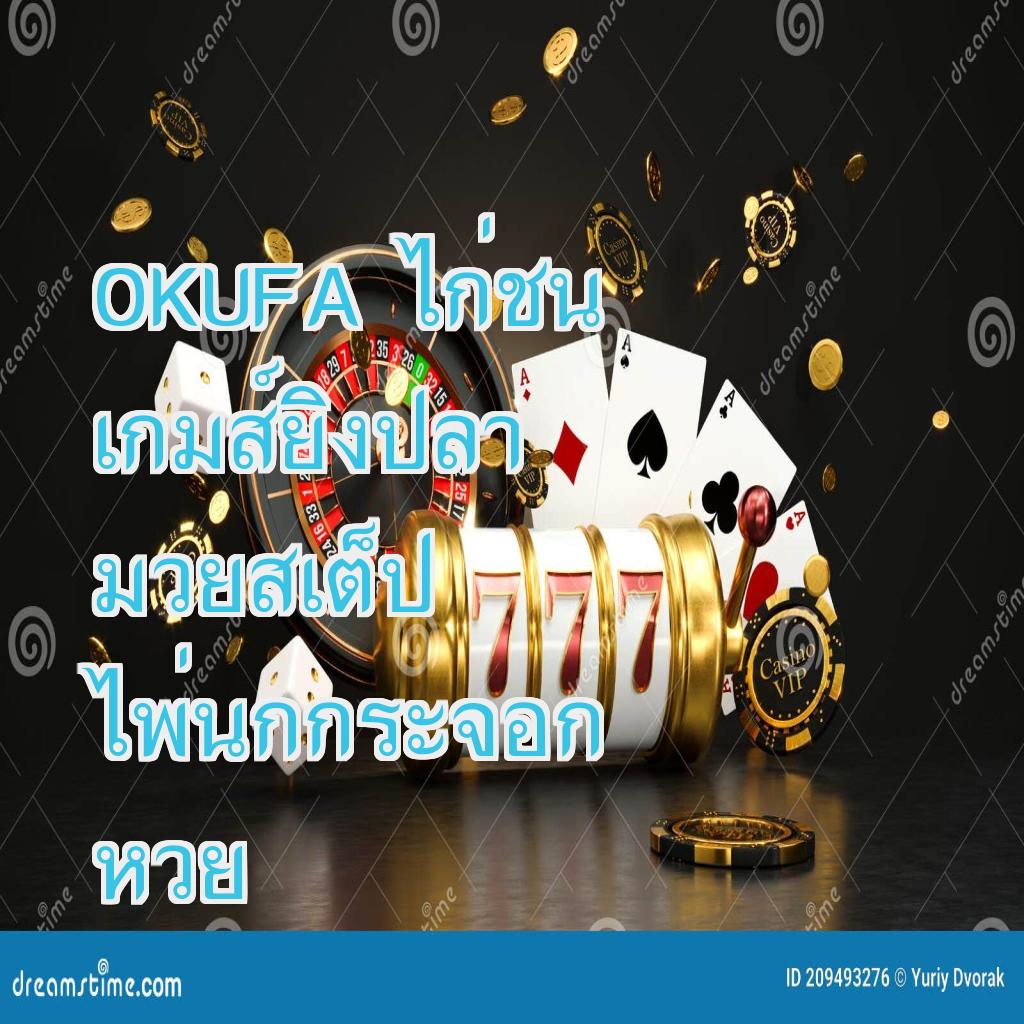 OKUFA ไก่ชน
เกมส์ยิงปลา
มวยสเต็ป
ไพ่นกกระจอก
หวย
777
Casino
VIP
Casino
VIP
dreamstime.com
ID 209493276 © Yuriy Dvorak